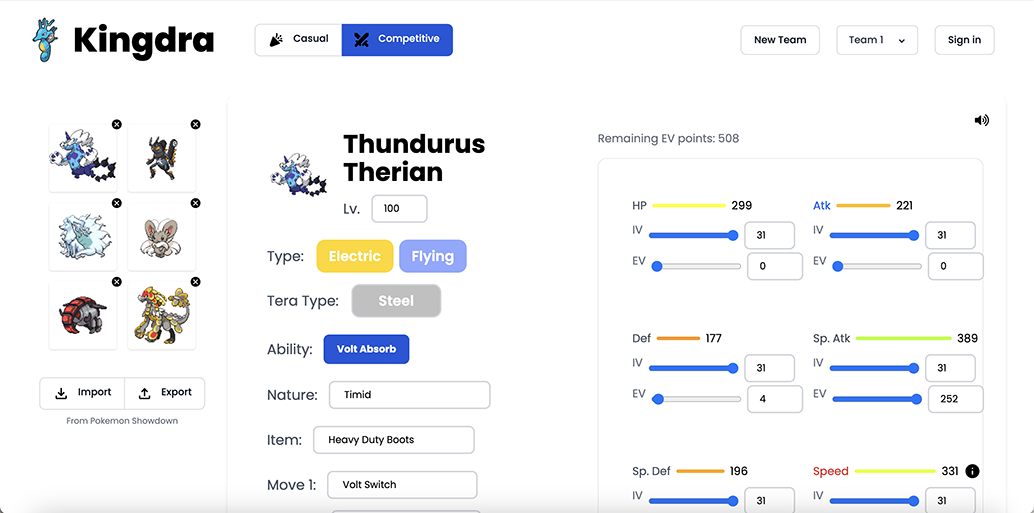 Kingdra
Casual
Competitive
New Team
Team 1
Sign in
Import
Export
From Pokemon Showdown
Thundurus
Therian
Lv. 100
Type: Electric Flying
Tera Type: Steel
Ability: Volt Absorb
Nature: Timid
Item: Heavy Duty Boots
Move 1: Volt Switch
Remaining EV points: 508
HP 299
IV 31
EV 0
Atk 221
IV 31
EV 0
Def 177
IV 31
EV 4
Sp. Atk 389
IV 31
EV 252
Sp. Def 196
IV 31
Speed 331
IV 31